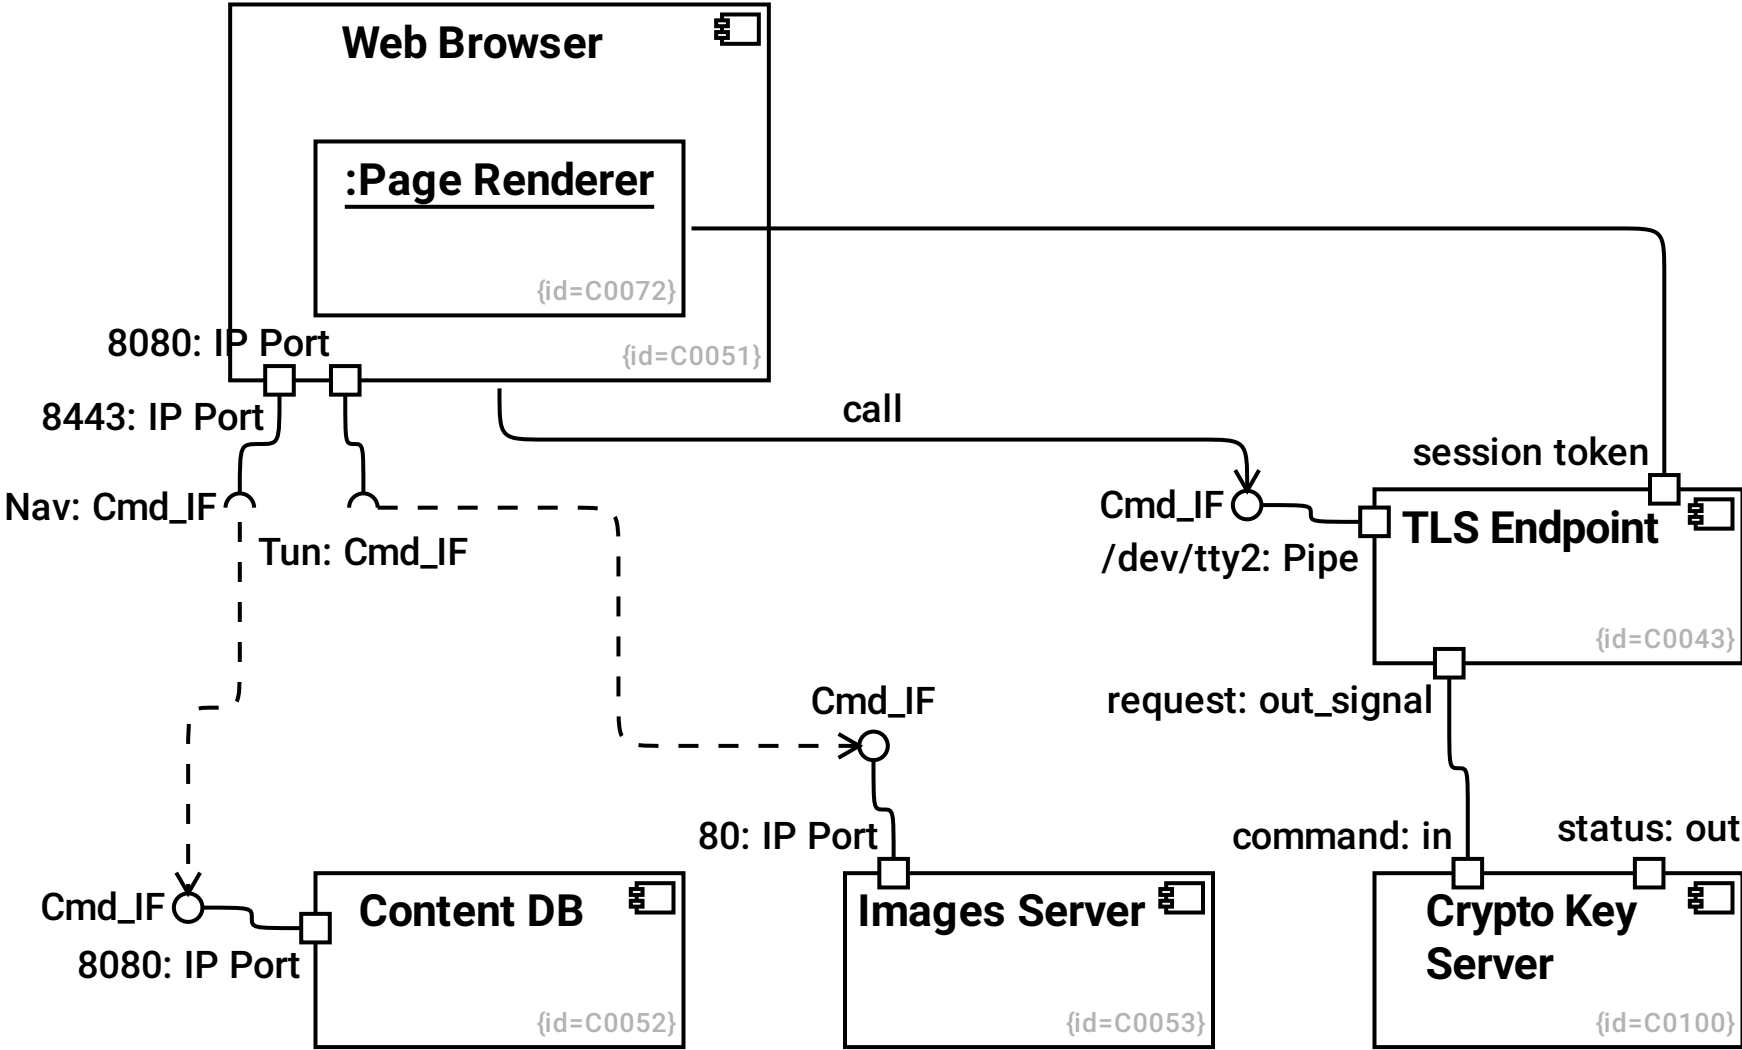 Web Browser
:Page Renderer
{id=C0072}
8080: IP Port
{id=C0051}
8443: IP Port
call
session token
Nav: Cmd_IF
Tun: Cmd_IF
Cmd_IF
/dev/tty2: Pipe
TLS Endpoint
{id=C0043}
request: out_signal
Cmd_IF
80: IP Port
command: in
status: out
Cmd_IF
8080: IP Port
Content DB
{id=C0052}
Images Server
{id=C0053}
Crypto Key
Server
{id=C0100}